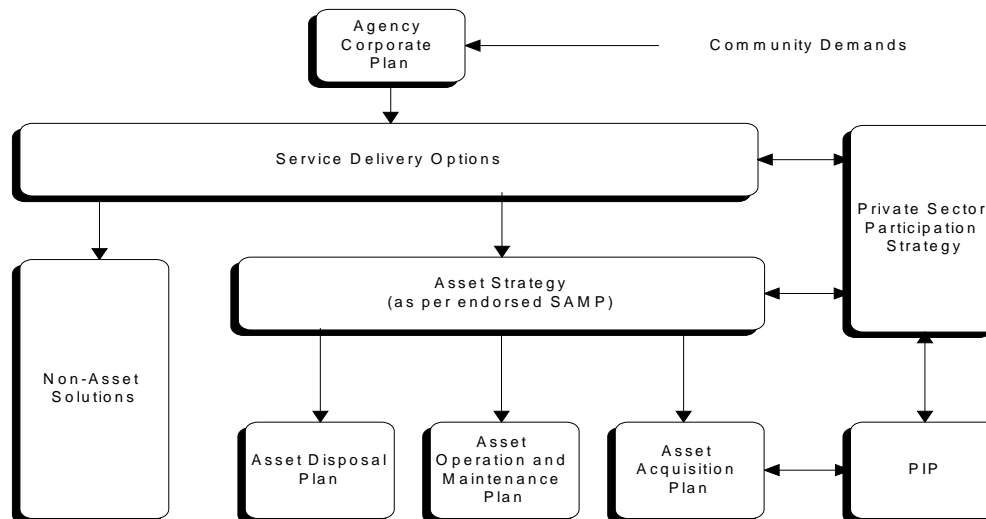 Agency
Corporate
Plan
Community Demands
Service Delivery Options
Private Sector
Participation
Strategy
Asset Strategy
(as per endorsed SAMP)
Non-Asset
Solutions
Asset Disposal
Plan
Asset
Operation and
Maintenance
Plan
Asset
Acquisition
Plan
PIP